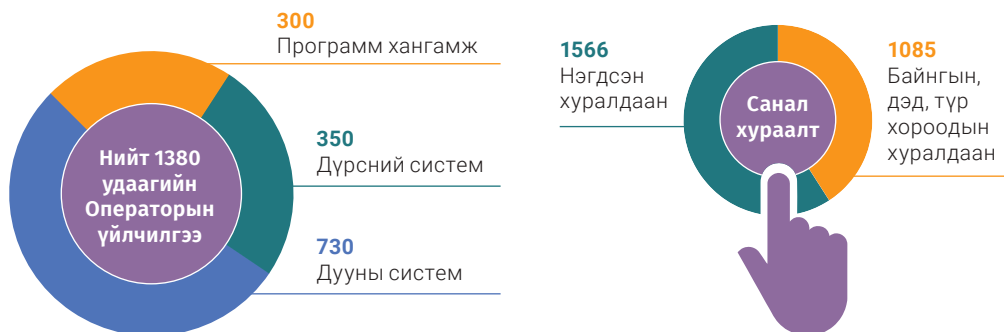 300
Программ хангамж
Нийт 1380
удаагийн
Операторын
үйлчилгээ
350
Дүрсний систем
730
Дууны систем
1566
Нэгдсэн
хуралдаан
Санал
хураалт
1085
Байнгын,
дэд, түр
хороодын
хуралдаан